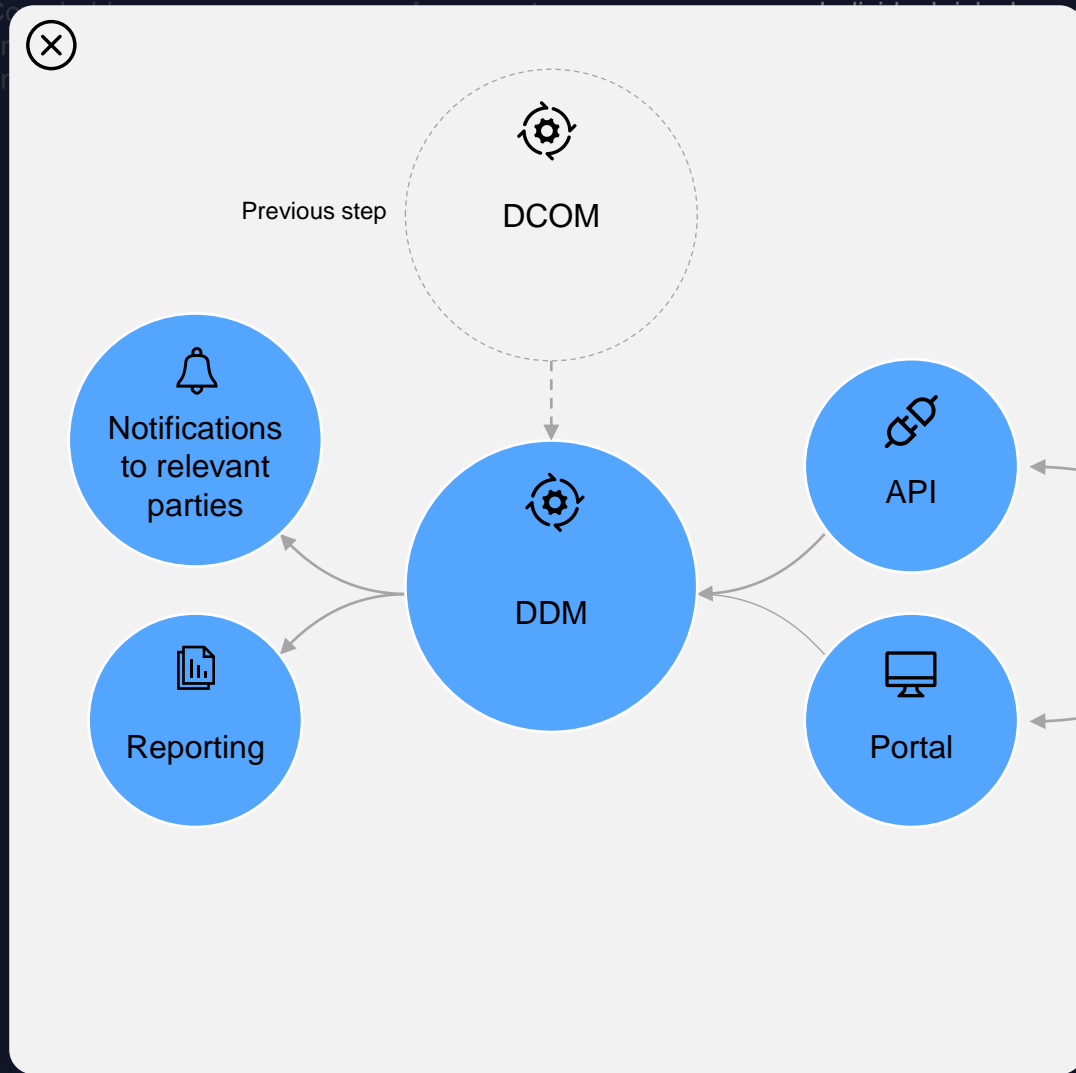 DCOM
Previous step
Notifications
to relevant
parties
API
DDM
Reporting
Portal